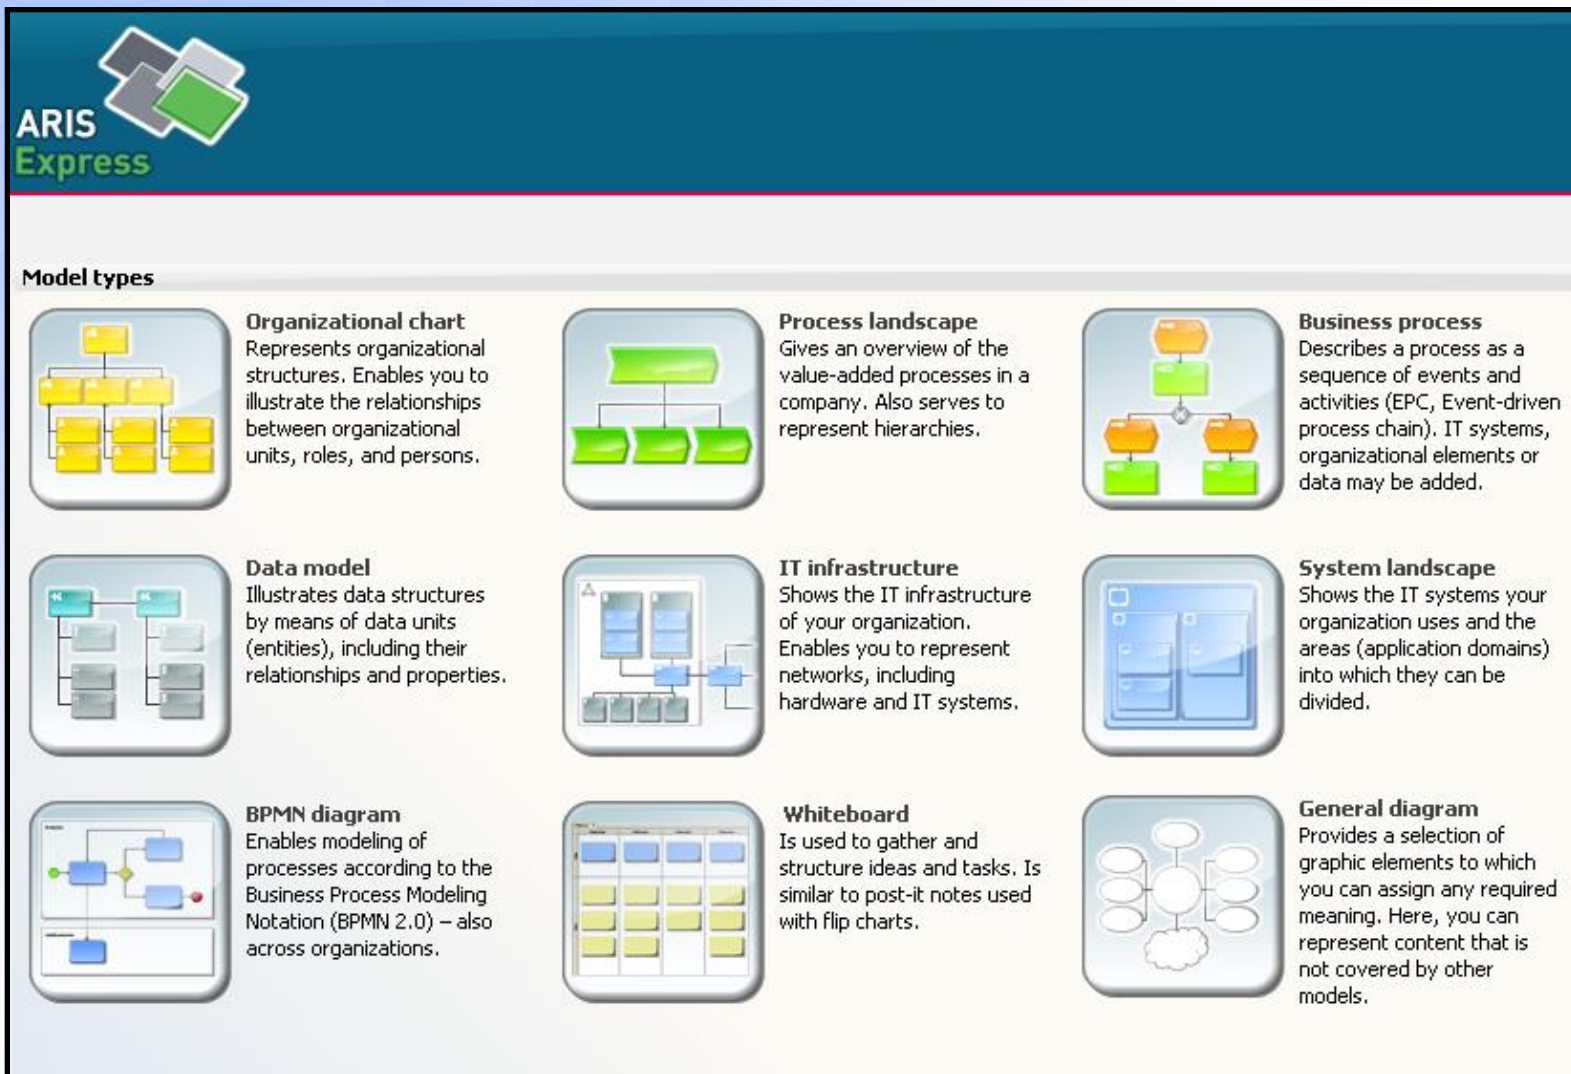 ARIS
Express
Model types
Organizational chart
Represents organizational
structures. Enables you to
illustrate the relationships
between organizational
units, roles, and persons.
Process landscape
Gives an overview of the
value-added processes in a
company. Also serves to
represent hierarchies.
Business process
Describes a process as a
sequence of events and
activities (EPC, Event-driven
process chain). IT systems,
organizational elements or
data may be added.
Data model
Illustrates data structures
by means of data units
(entities), including their
relationships and properties.
IT infrastructure
Shows the IT infrastructure
of your organization.
Enables you to represent
networks, including
hardware and IT systems.
System landscape
Shows the IT systems your
organization uses and the
areas (application domains)
into which they can be
divided.
BPMN diagram
Enables modeling of
processes according to the
Business Process Modeling
Notation (BPMN 2.0) – also
across organizations.
Whiteboard
Is used to gather and
structure ideas and tasks. Is
similar to post-it notes used
with flip charts.
General diagram
Provides a selection of
graphic elements to which
you can assign any required
meaning. Here, you can
represent content that is
not covered by other
models.